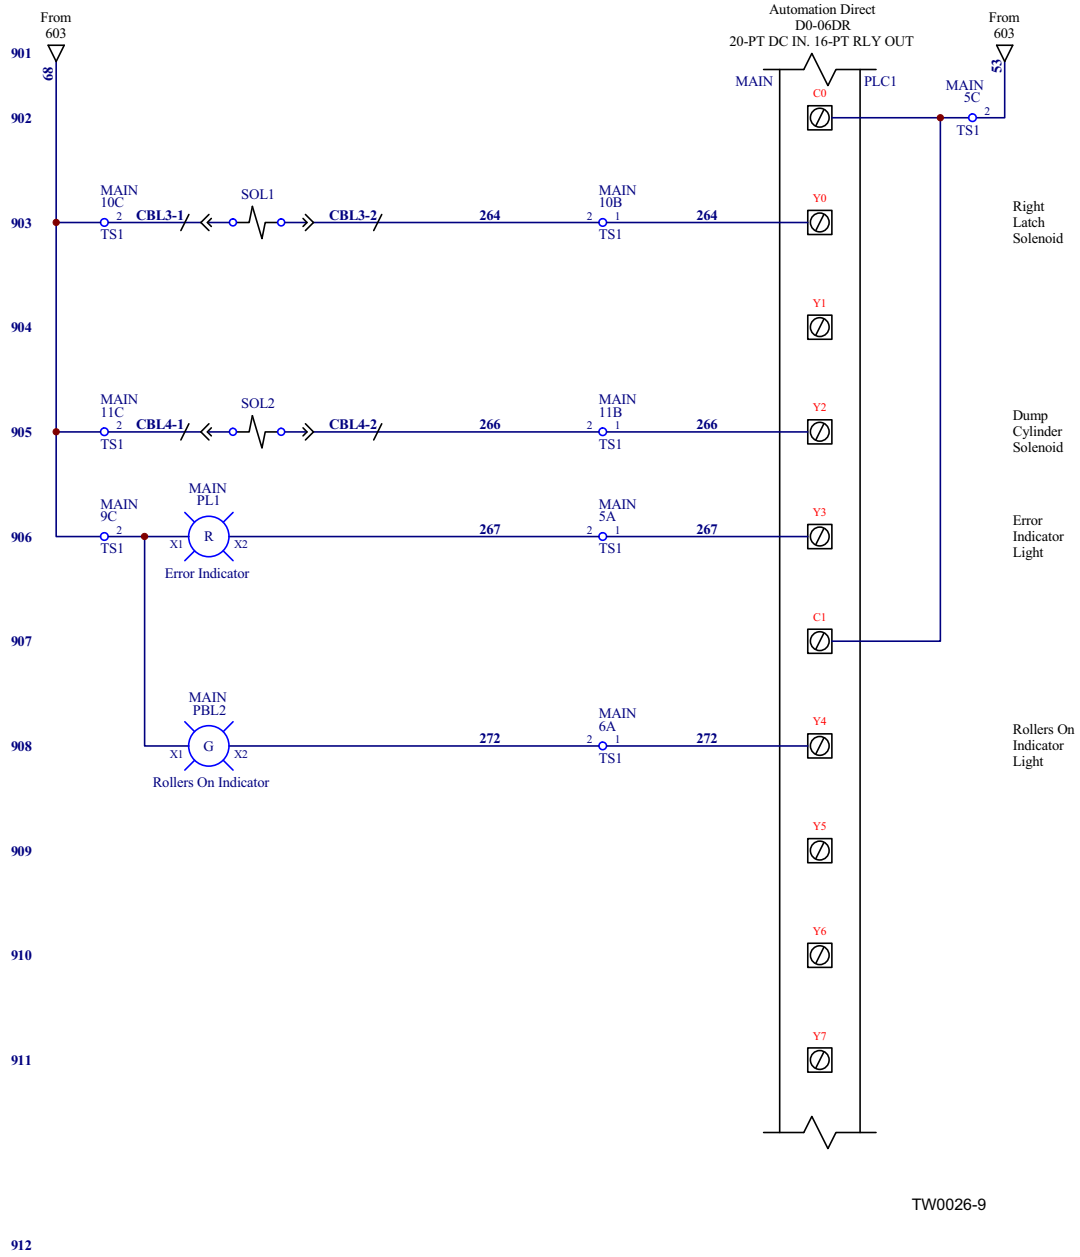 Automation Direct
D0-06DR
20-PT DC IN. 16-PT RLY OUT
From
603
From
603
901
68
53
MAIN
PLC1
MAIN
5C
C0
902
2
TS1
MAIN
10C
SOL1
MAIN
10B
Y0
Right
Latch
Solenoid
903
2
CBL3-1
CBL3-2
264
2
1
264
TS1
TS1
Y1
904
MAIN
11C
SOL2
MAIN
11B
Y2
Dump
Cylinder
Solenoid
905
2
CBL4-1
CBL4-2
266
2
1
266
TS1
TS1
MAIN
PL1
MAIN
9C
MAIN
5A
Y3
Error
Indicator
Light
906
2
R
267
2
1
267
TS1
X1
X2
TS1
Error Indicator
C1
907
MAIN
PBL2
MAIN
6A
Y4
Rollers On
Indicator
Light
908
G
272
2
1
272
X1
X2
TS1
Rollers On Indicator
Y5
909
Y6
910
Y7
911
TW0026-9
912